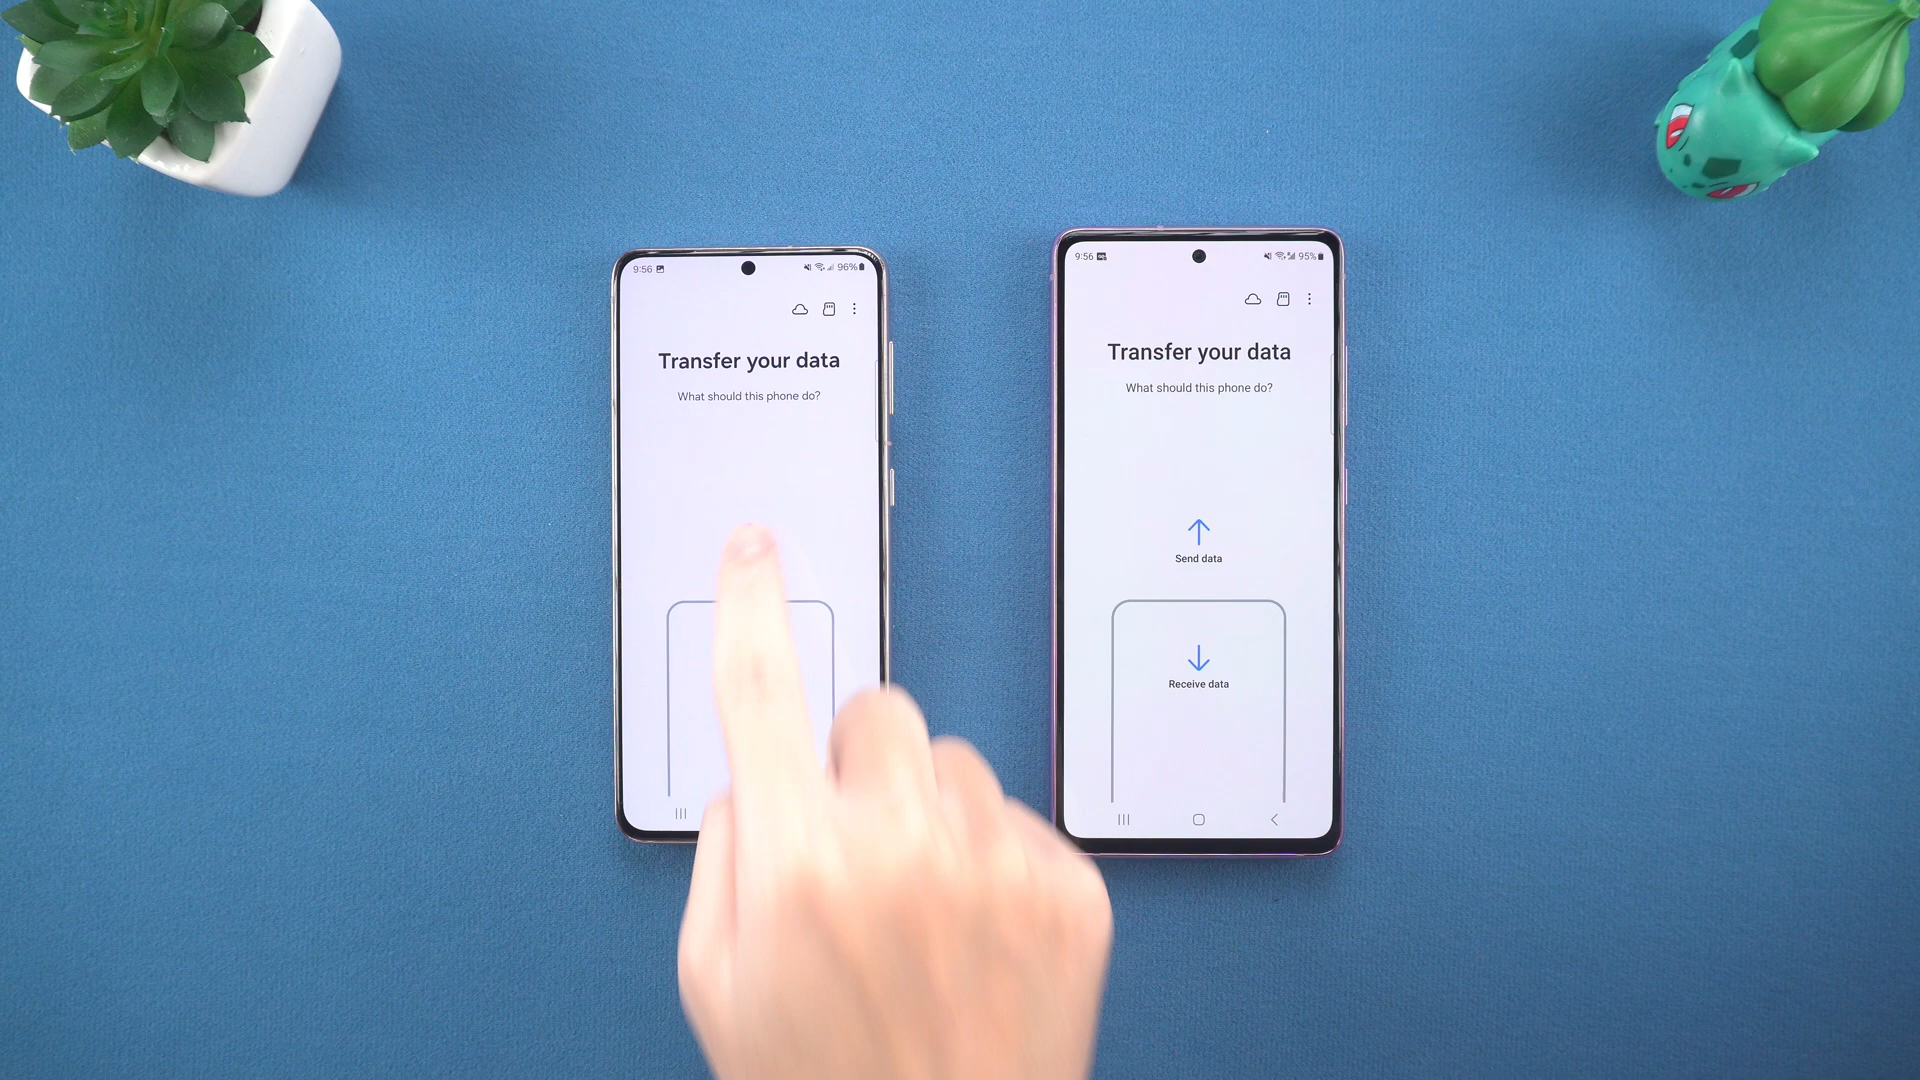 9:56
96%
Transfer your data
What should this phone do?
9:56
95%
Transfer your data
What should this phone do?
Send data
Receive data